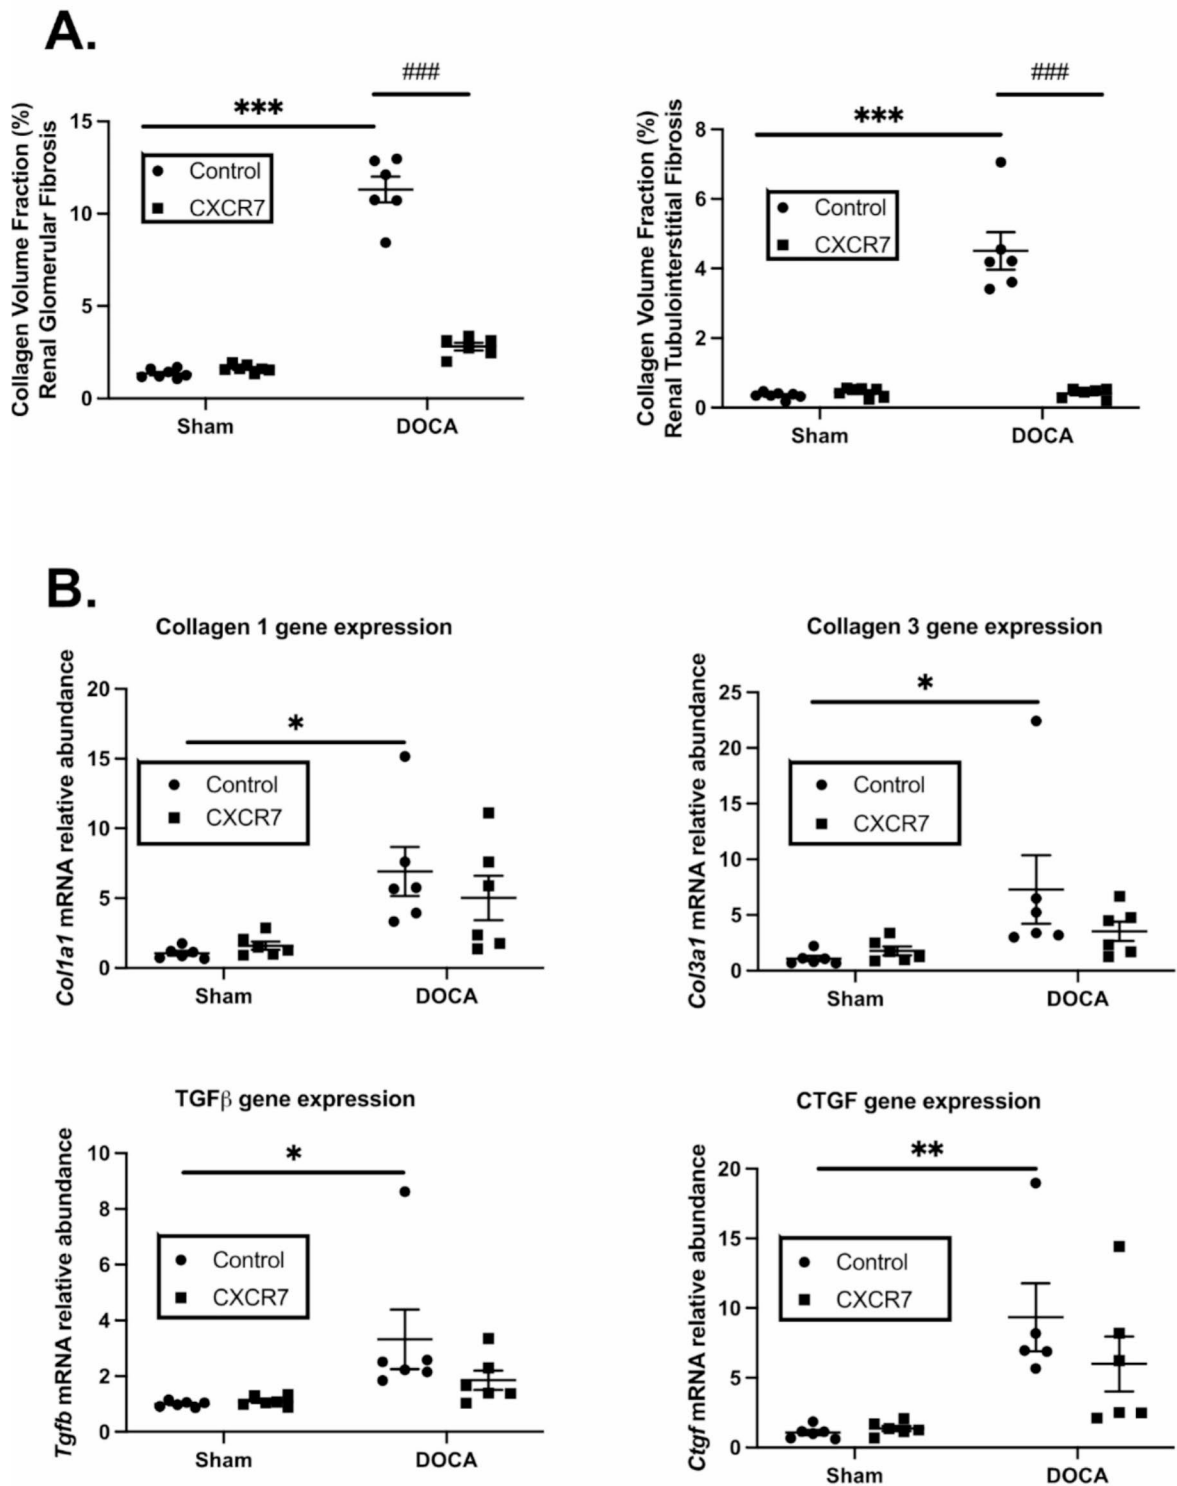 A.
###
***
Collagen Volume Fraction (%)
Renal Glomerular Fibrosis
15
10
5
0
Control
CXCR7
Sham
DOCA
###
***
Collagen Volume Fraction (%)
Renal Tubulointerstitial Fibrosis
8
6
4
2
0
Control
CXCR7
Sham
DOCA
B.
Collagen 1 gene expression
*
Col1a1 mRNA relative abundance
20
15
10
5
0
Control
CXCR7
Sham
DOCA
Collagen 3 gene expression
*
Col3a1 mRNA relative abundance
25
20
15
10
5
0
Control
CXCR7
Sham
DOCA
TGFβ gene expression
*
Tgfb mRNA relative abundance
10
8
6
4
2
0
Control
CXCR7
Sham
DOCA
CTGF gene expression
**
Ctgf mRNA relative abundance
20
15
10
5
0
Control
CXCR7
Sham
DOCA